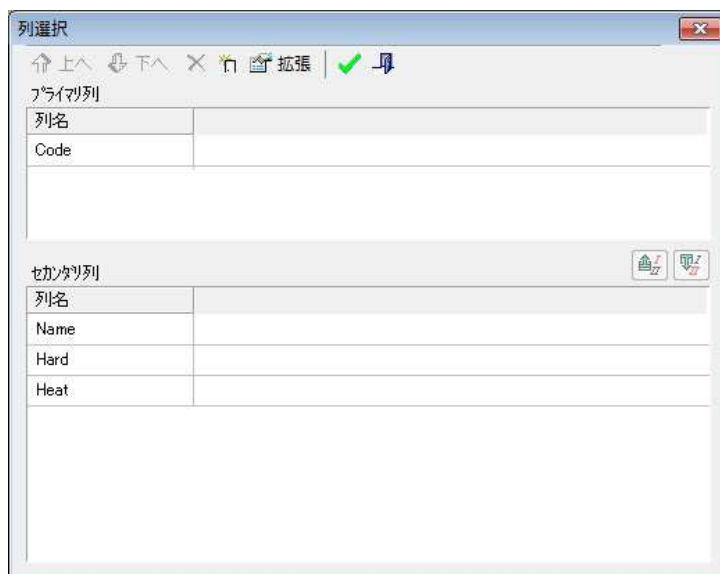 列選択
上へ 下へ 拡張
プライマリ列
列名
Code
セカンダリ列
列名
Name
Hard
Heat